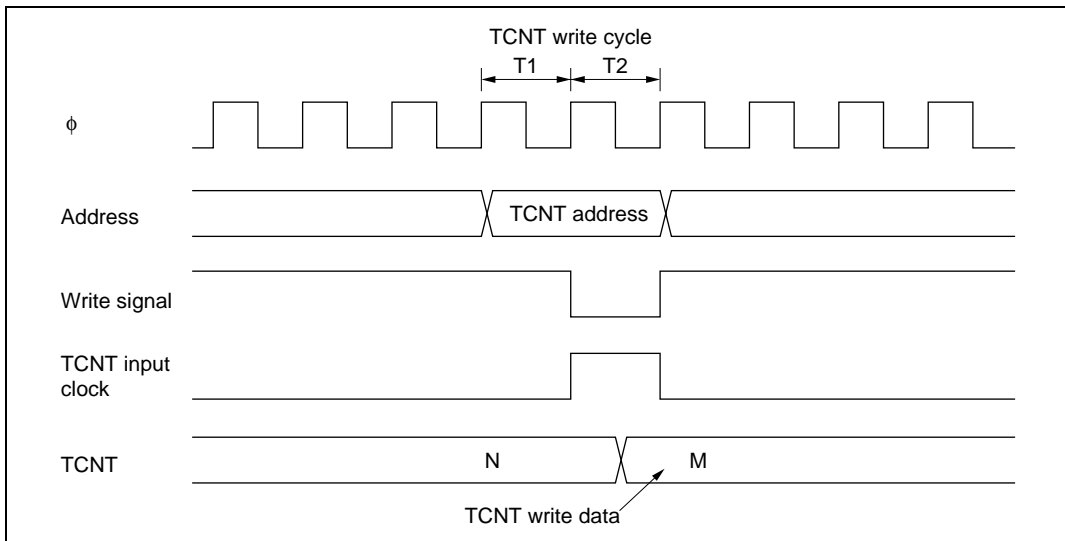 TCNT write cycle
T1 T2
ϕ
Address
TCNT address
Write signal
TCNT input
clock
TCNT
N M
TCNT write data